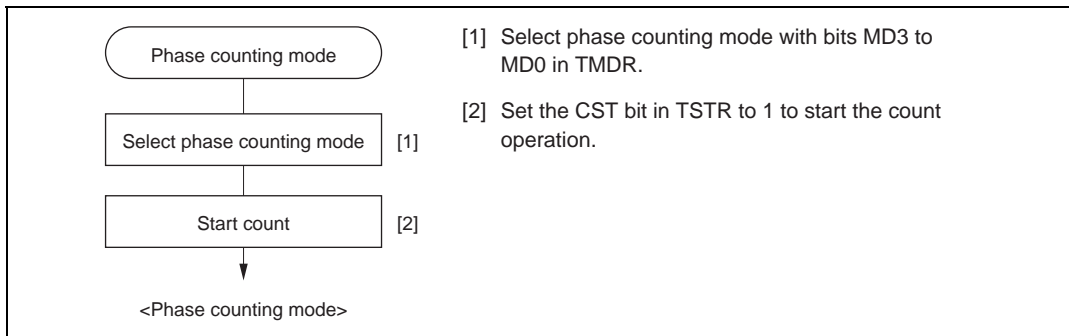 Phase counting mode
Select phase counting mode [1]
Start count [2]
<Phase counting mode>
[1] Select phase counting mode with bits MD3 to
MD0 in TMDR.
[2] Set the CST bit in TSTR to 1 to start the count
operation.